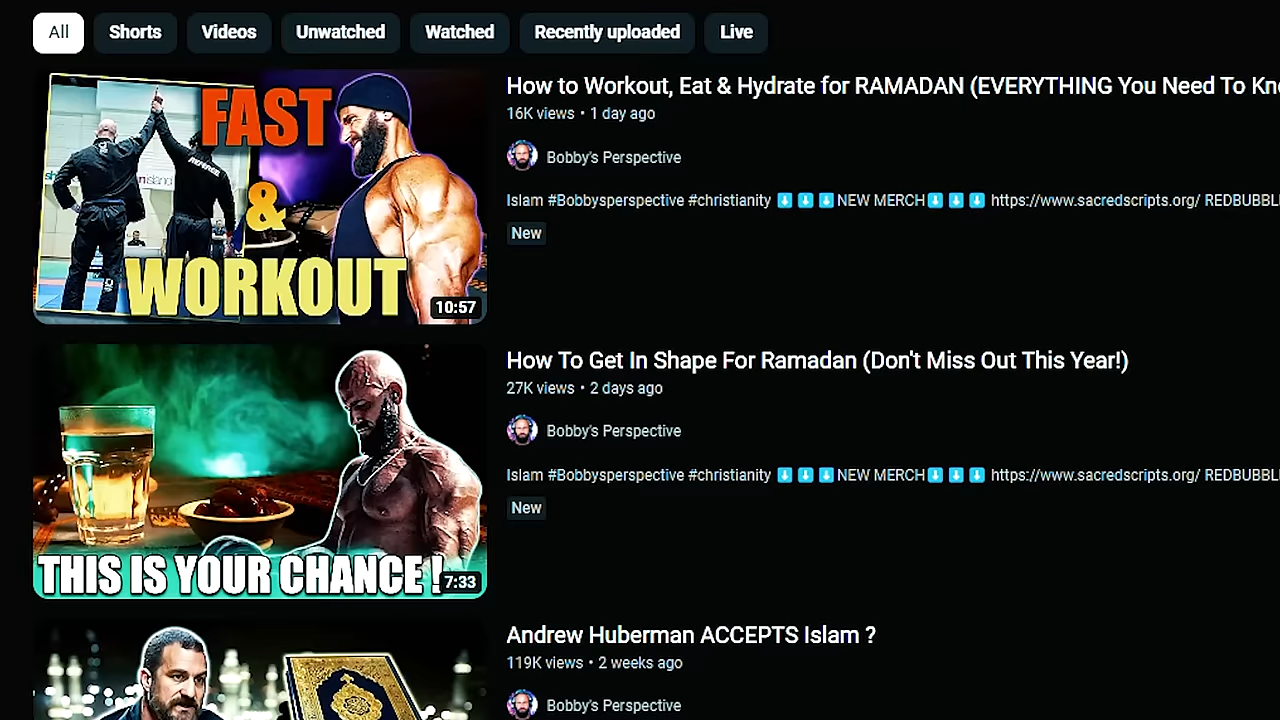 All
Shorts
Videos
Unwatched
Watched
Recently uploaded
Live
FAST
&
WORKOUT
REFEREE
island
10:57
How to Workout, Eat & Hydrate for RAMADAN (EVERYTHING You Need To Kno
16K views • 1 day ago
Bobby's Perspective
Islam #Bobbysperspective #christianity ⬇️⬇️⬇️NEW MERCH⬇️⬇️⬇️ https://www.sacredscripts.org/ REDBUBBL
New
THIS IS YOUR CHANCE !
7:33
How To Get In Shape For Ramadan (Don't Miss Out This Year!)
27K views • 2 days ago
Bobby's Perspective
Islam #Bobbysperspective #christianity ⬇️⬇️⬇️NEW MERCH⬇️⬇️⬇️ https://www.sacredscripts.org/ REDBUBBL
New
Andrew Huberman ACCEPTS Islam ?
119K views • 2 weeks ago
Bobby's Perspective